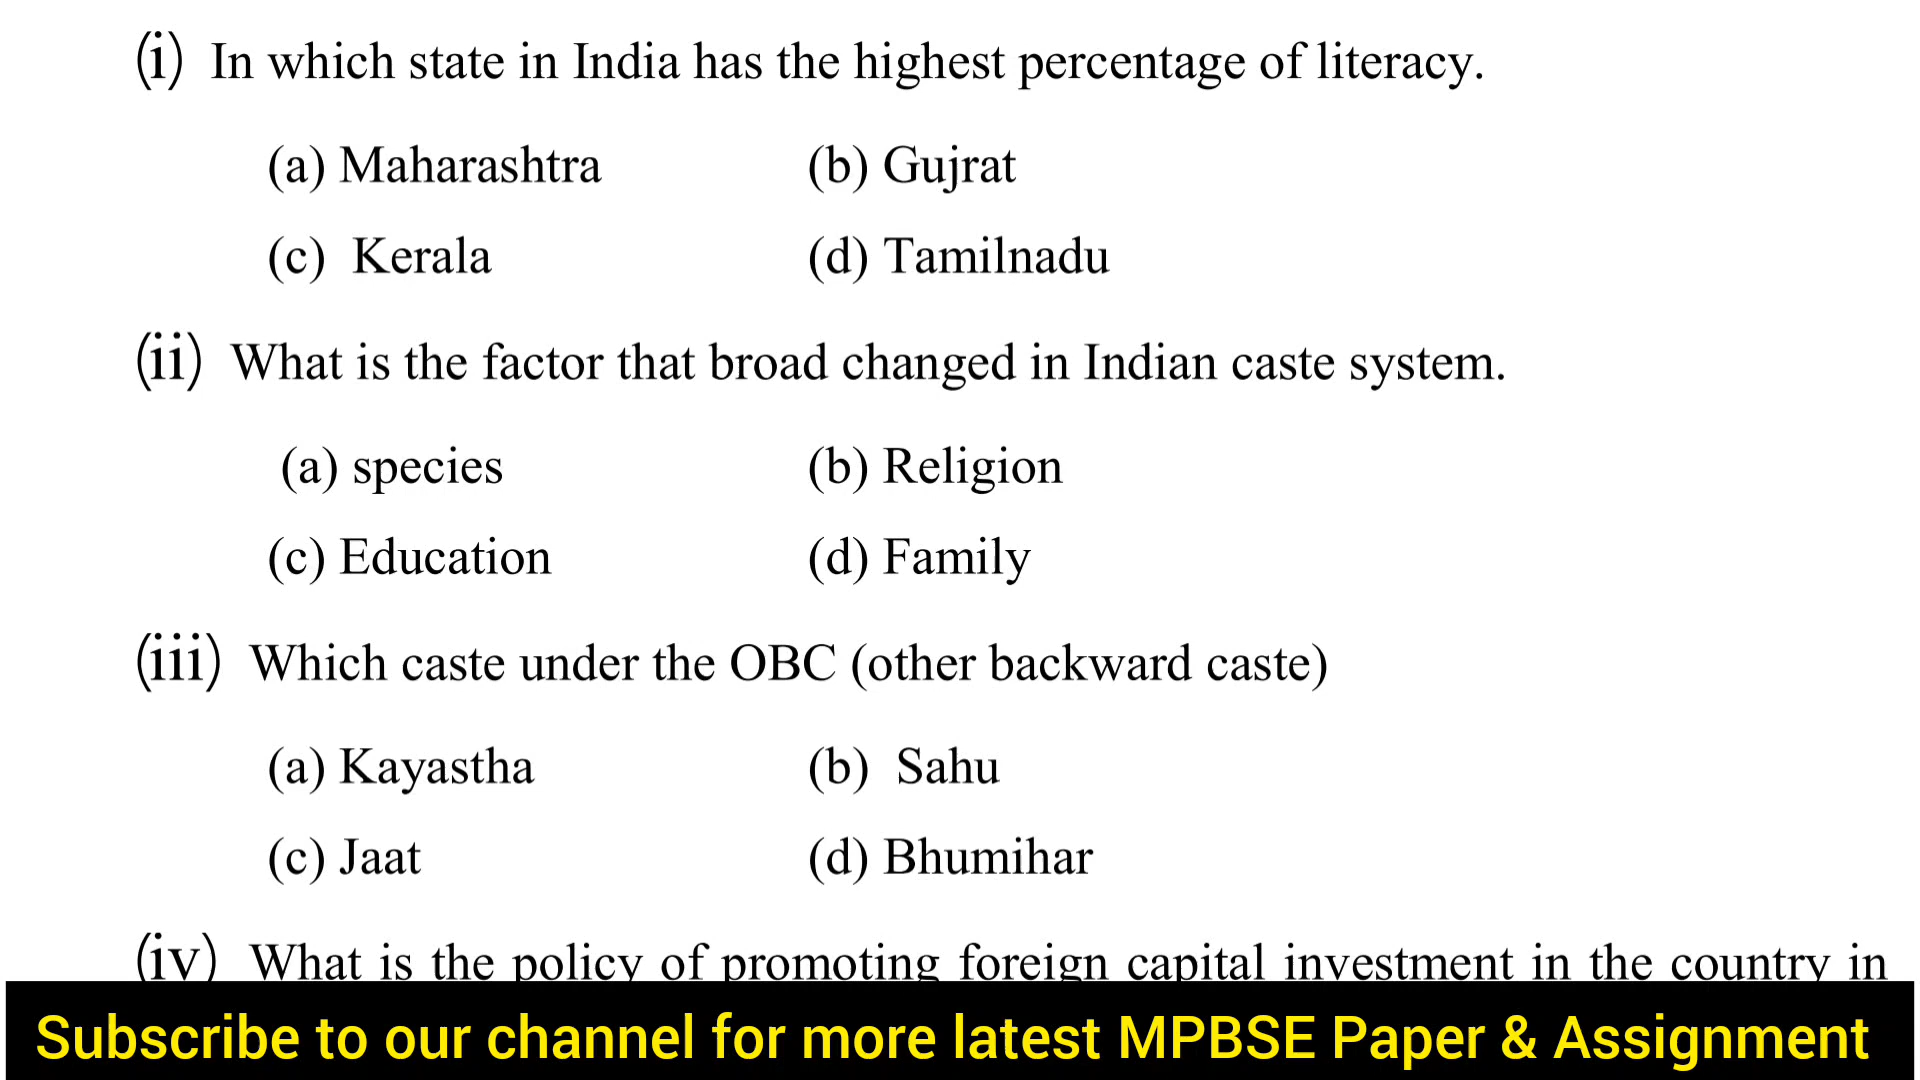 (i) In which state in India has the highest percentage of literacy.
(a) Maharashtra (b) Gujrat
(c) Kerala (d) Tamilnadu
(ii) What is the factor that broad changed in Indian caste system.
(a) species (b) Religion
(c) Education (d) Family
(iii) Which caste under the OBC (other backward caste)
(a) Kayastha (b) Sahu
(c) Jaat (d) Bhumihar
(iv) What is the policy of promoting foreign capital investment in the country in
Subscribe to our channel for more latest MPBSE Paper & Assignment